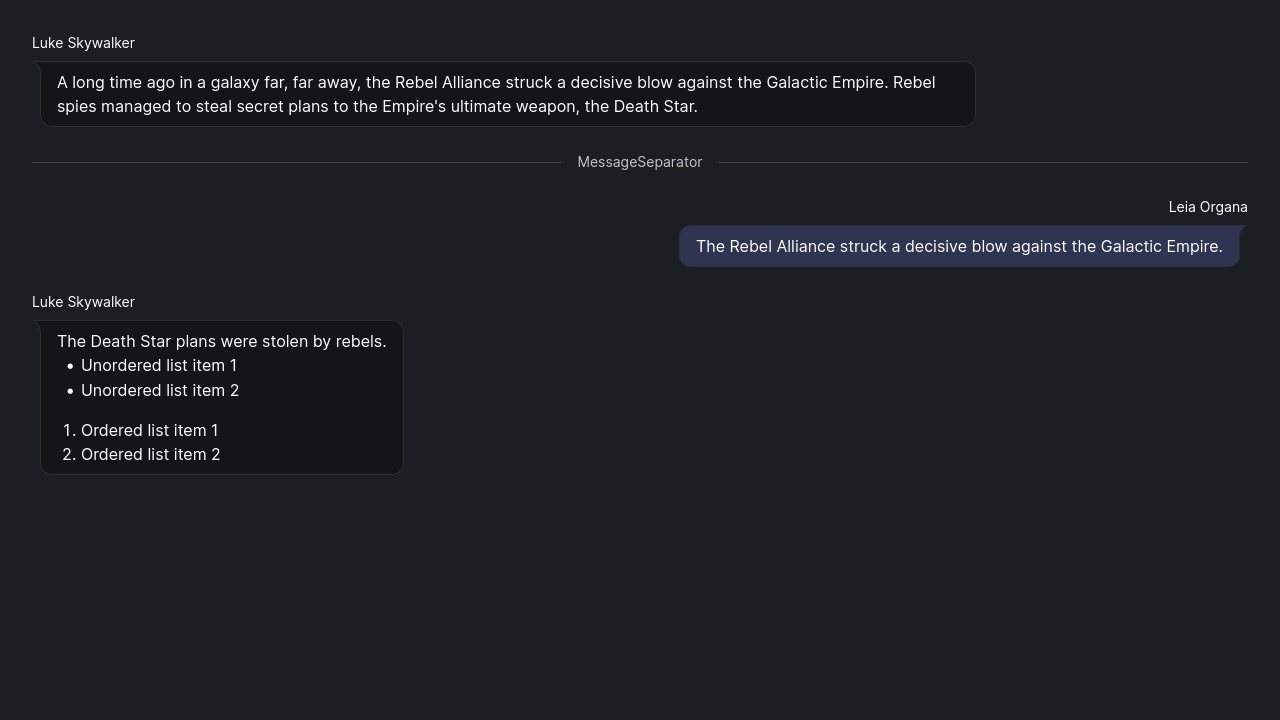 Luke Skywalker
A long time ago in a galaxy far, far away, the Rebel Alliance struck a decisive blow against the Galactic Empire. Rebel
spies managed to steal secret plans to the Empire's ultimate weapon, the Death Star.
MessageSeparator
Leia Organa
The Rebel Alliance struck a decisive blow against the Galactic Empire.
Luke Skywalker
The Death Star plans were stolen by rebels.
• Unordered list item 1
• Unordered list item 2
1. Ordered list item 1
2. Ordered list item 2